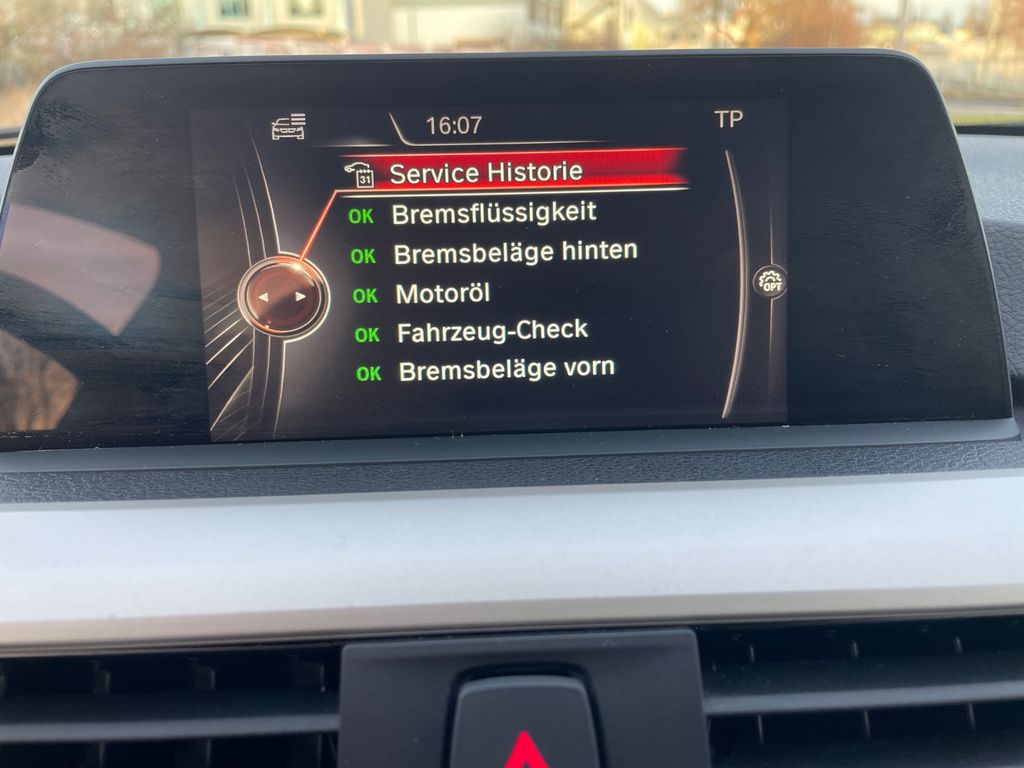 16:07
TP
31 Service Historie
OK Bremsflüssigkeit
OK Bremsbeläge hinten
OK Motoröl
OPT
OK Fahrzeug-Check
OK Bremsbeläge vorn